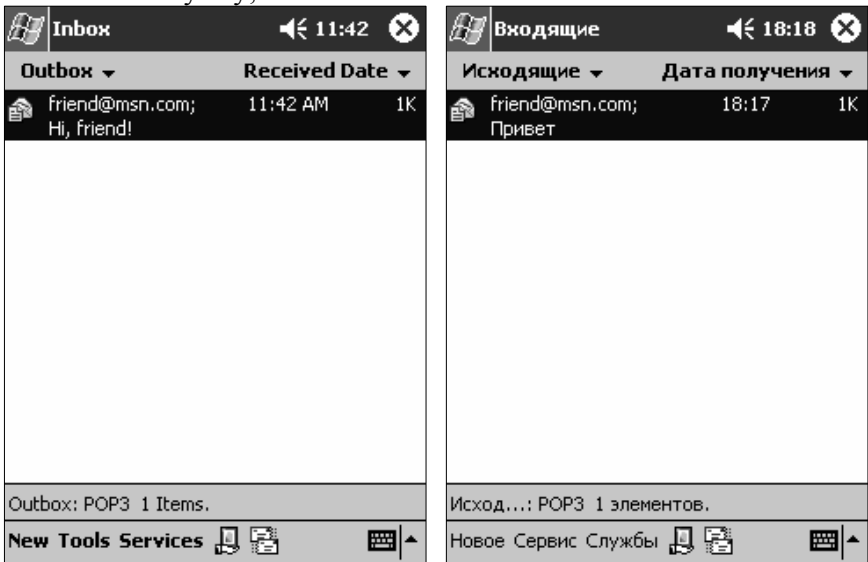 Inbox 11:42
Outbox Received Date
friend@msn.com; 11:42 AM 1K
Hi, friend!
Outbox: POP3 1 Items.
New Tools Services
Входящие 18:18
Исходящие Дата получения
friend@msn.com; 18:17 1K
Привет
Исход...: POP3 1 элементов.
Новое Сервис Службы